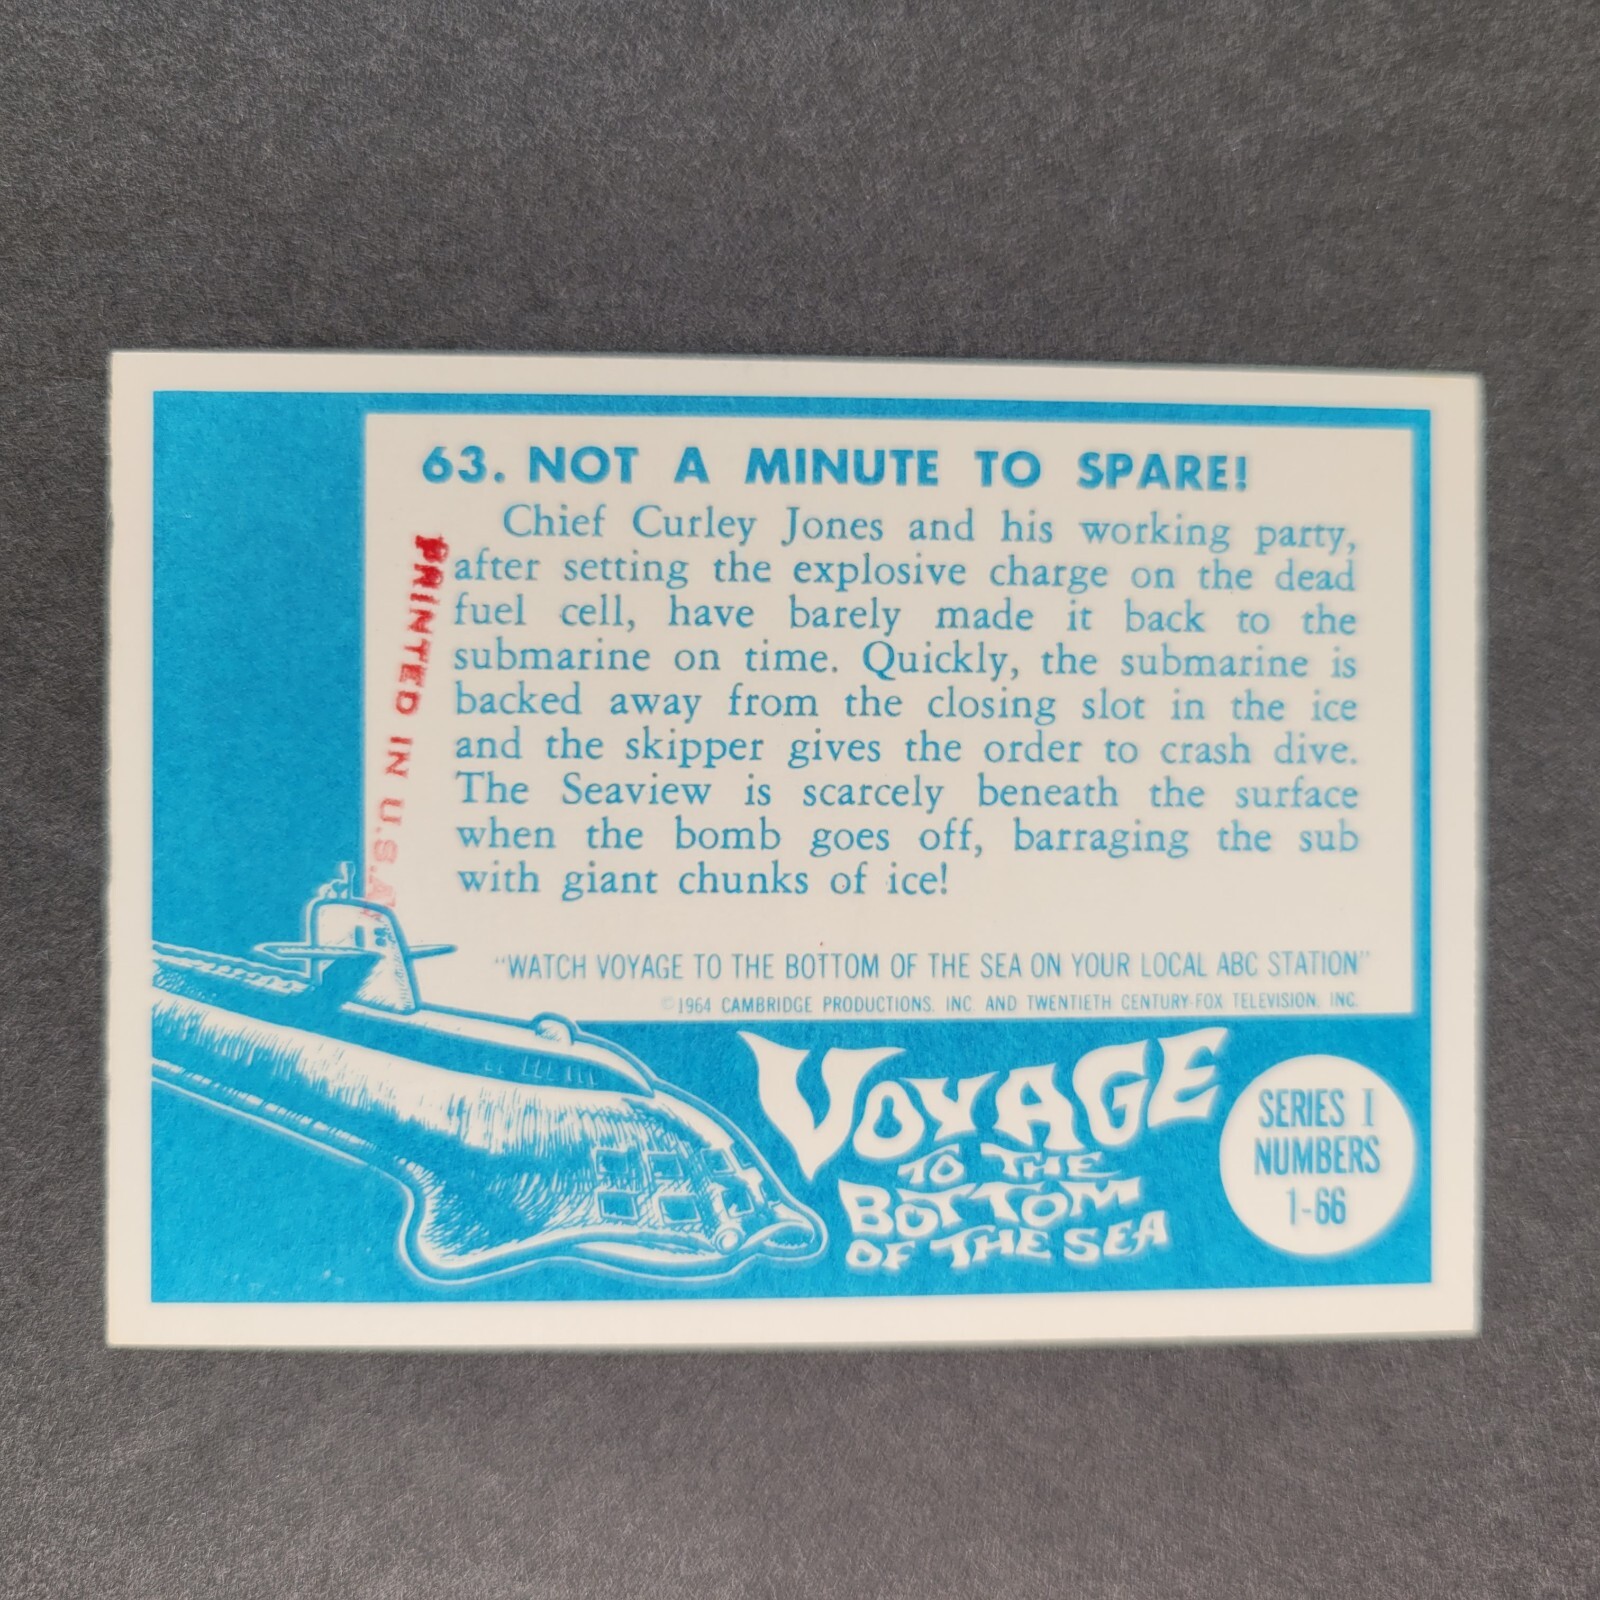 63. NOT A MINUTE TO SPARE!
Chief Curley Jones and his working party,
after setting the explosive charge on the dead
fuel cell, have barely made it back to the
submarine on time. Quickly, the submarine is
backed away from the closing slot in the ice
and the skipper gives the order to crash dive.
The Seaview is scarcely beneath the surface
when the bomb goes off, barraging the sub
with giant chunks of ice!
PRINTED IN U.S.A
"WATCH VOYAGE TO THE BOTTOM OF THE SEA ON YOUR LOCAL ABC STATION"
©1964 CAMBRIDGE PRODUCTIONS, INC. AND TWENTIETH CENTURY-FOX TELEVISION, INC.
VOYAGE
TO THE
BOTTOM
OF THE SEA
SERIES I
NUMBERS
1-66